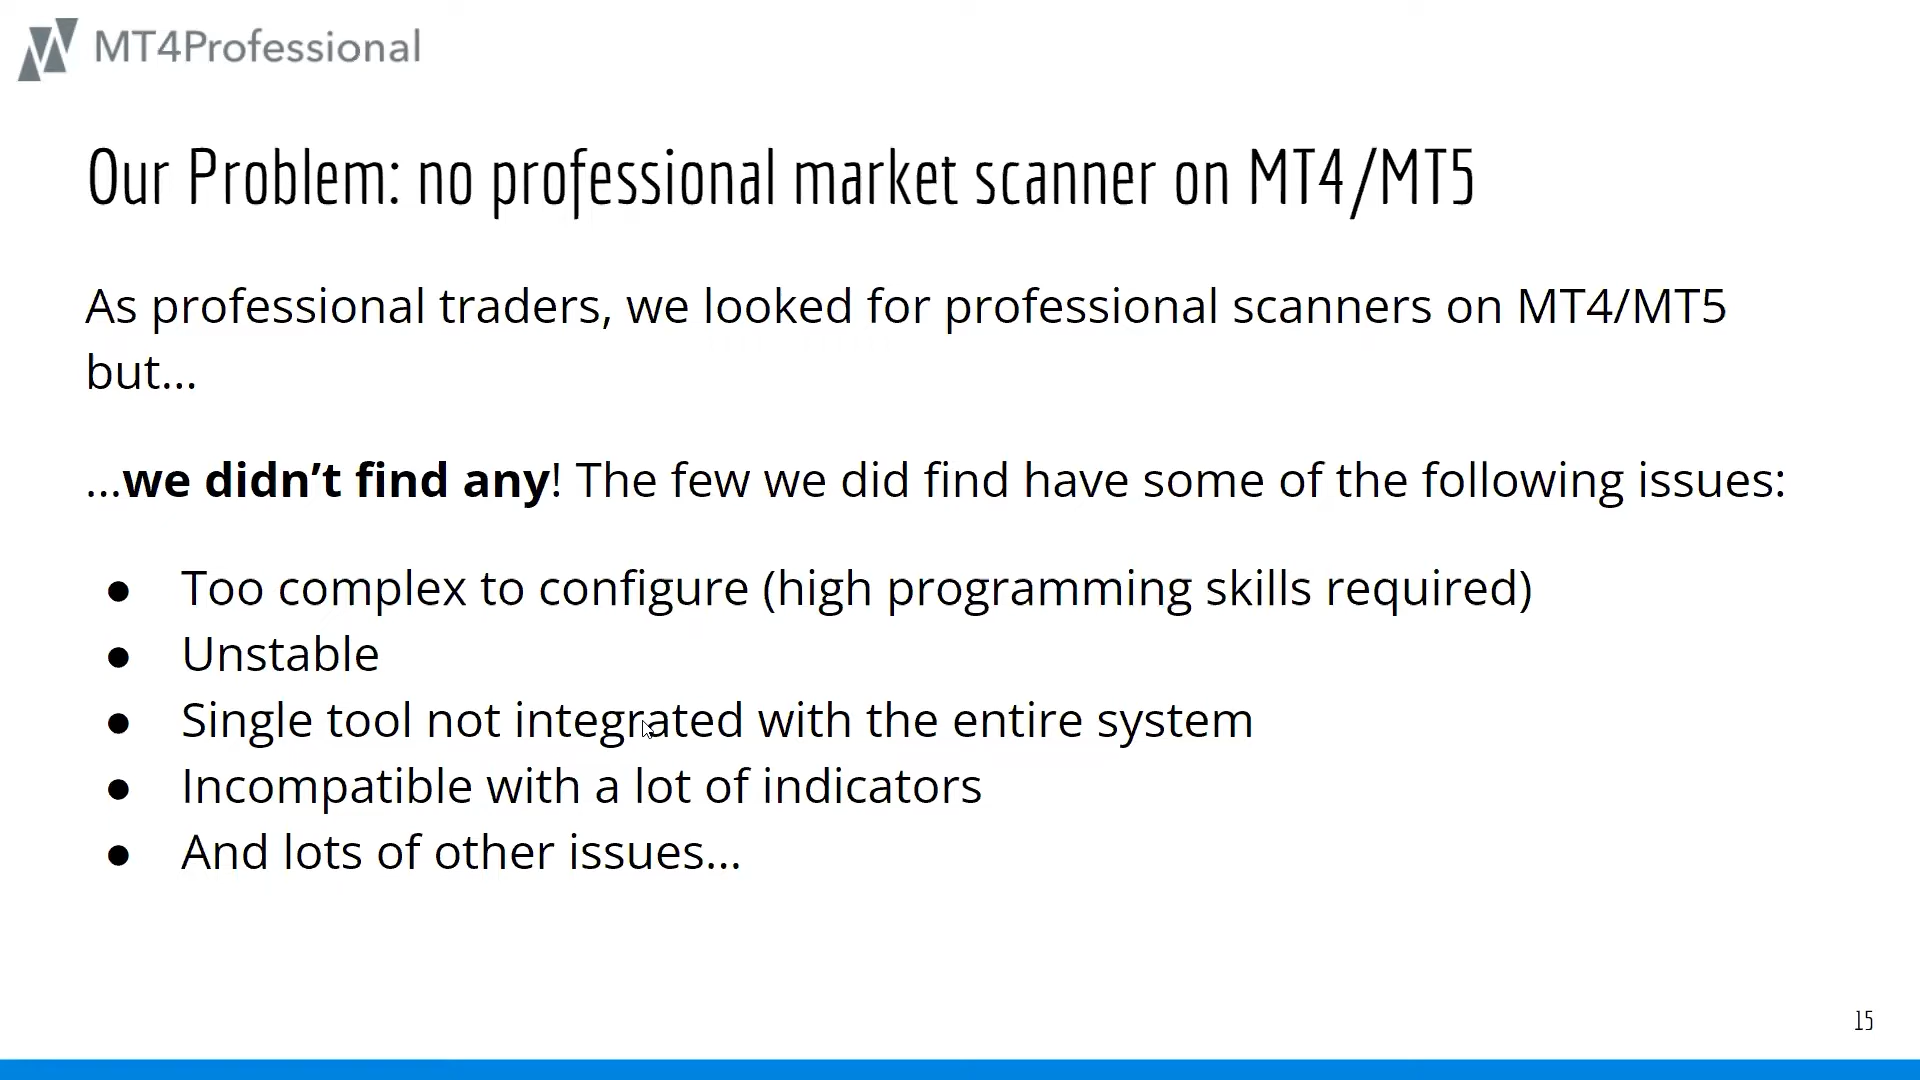 MT4Professional
Our Problem: no professional market scanner on MT4/MT5
As professional traders, we looked for professional scanners on MT4/MT5
but...
...we didn’t find any! The few we did find have some of the following issues:
● Too complex to configure (high programming skills required)
● Unstable
● Single tool not integrated with the entire system
● Incompatible with a lot of indicators
● And lots of other issues...
15